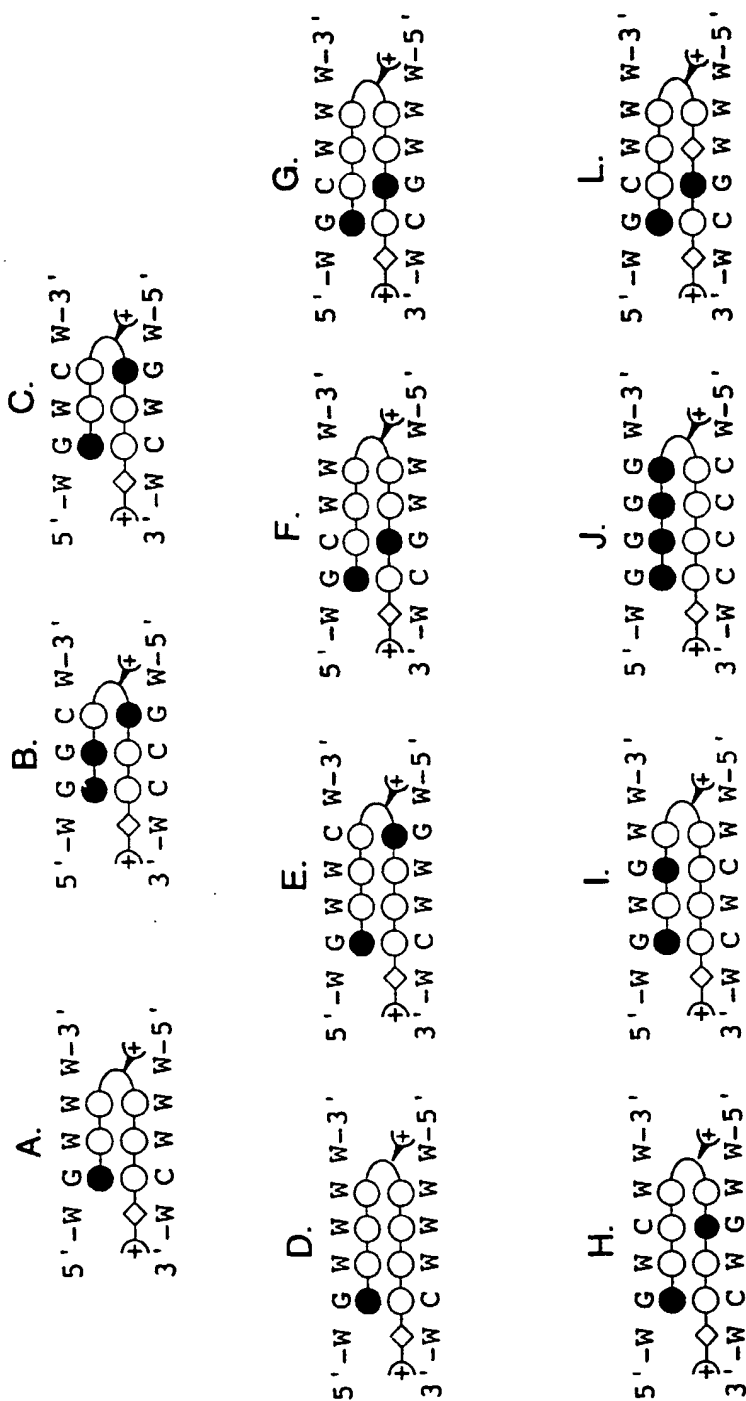 A.
5'-W G W W W-3'
3'-W C W W W-5'
B.
5'-W G G C W-3'
3'-W C C G W-5'
C.
5'-W G W C W-3'
3'-W C W G W-5'
D.
5'-W G W W W W-3'
3'-W C W W W W-5'
E.
5'-W G W W C W-3'
3'-W C W W G W-5'
F.
5'-W G C W W W-3'
3'-W C G W W W-5'
G.
5'-W G C W W W-3'
3'-W C G W W W-5'
H.
5'-W G W C W W-3'
3'-W C W G W W-5'
I.
5'-W G W G W W-3'
3'-W C W C W W-5'
J.
5'-W G G G G W-3'
3'-W C C C C W-5'
L.
5'-W G C W W W-3'
3'-W C G W W W-5'